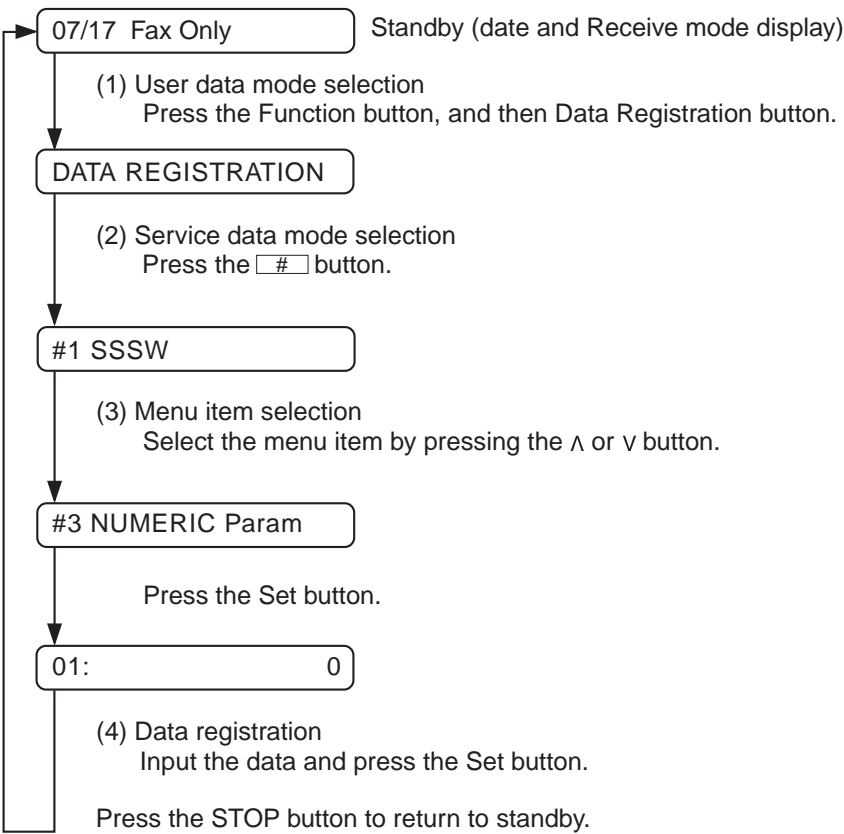 07/17 Fax Only
Standby (date and Receive mode display)
(1) User data mode selection
Press the Function button, and then Data Registration button.
DATA REGISTRATION
(2) Service data mode selection
Press the # button.
#1 SSSW
(3) Menu item selection
Select the menu item by pressing the ∧ or ∨ button.
#3 NUMERIC Param
Press the Set button.
01: 0
(4) Data registration
Input the data and press the Set button.
Press the STOP button to return to standby.